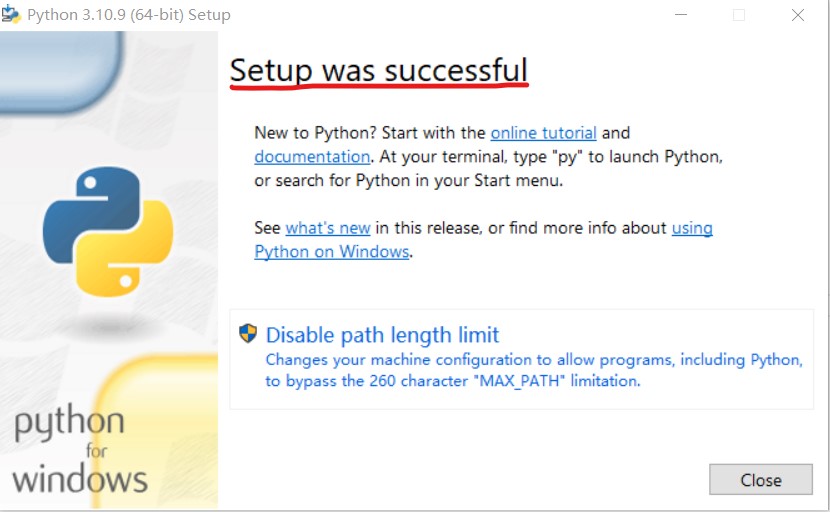 Python 3.10.9 (64-bit) Setup
Setup was successful
New to Python? Start with the online tutorial and
documentation. At your terminal, type "py" to launch Python,
or search for Python in your Start menu.
See what's new in this release, or find more info about using
Python on Windows.
Disable path length limit
Changes your machine configuration to allow programs, including Python,
to bypass the 260 character "MAX_PATH" limitation.
python
for
windows
Close